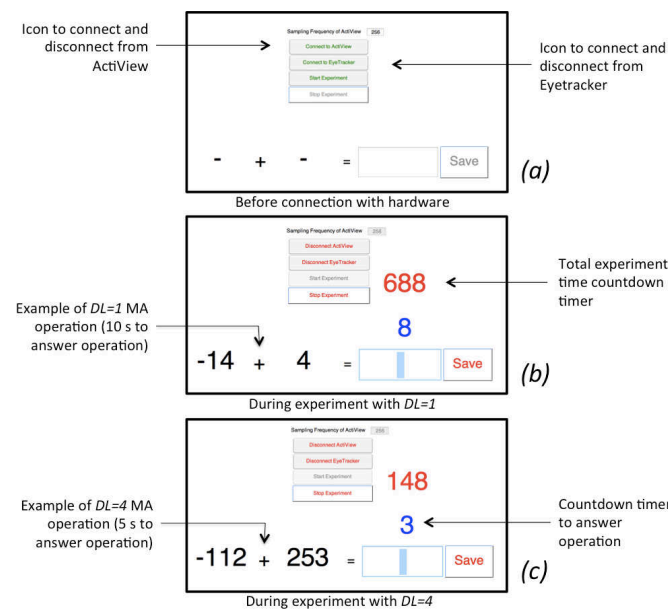 Icon to connect and
disconnect from
ActiView
Sampling Frequency of ActiView 256
Connect to ActiView
Connect to EyeTracker
Start Experiment
Stop Experiment
Icon to connect and
disconnect from
Eyetracker
- + - = Save
(a)
Before connection with hardware
Sampling Frequency of ActiView 256
Disconnect ActiView
Disconnect EyeTracker
Start Experiment
Stop Experiment
688
Total experiment
time countdown
timer
Example of DL=1 MA
operation (10 s to
answer operation)
8
-14 + 4 = Save
(b)
During experiment with DL=1
Sampling Frequency of ActiView 256
Disconnect ActiView
Disconnect EyeTracker
Start Experiment
Stop Experiment
148
Example of DL=4 MA
operation (5 s to
answer operation)
3
Countdown timer
to answer
operation
-112 + 253 = Save
(c)
During experiment with DL=4